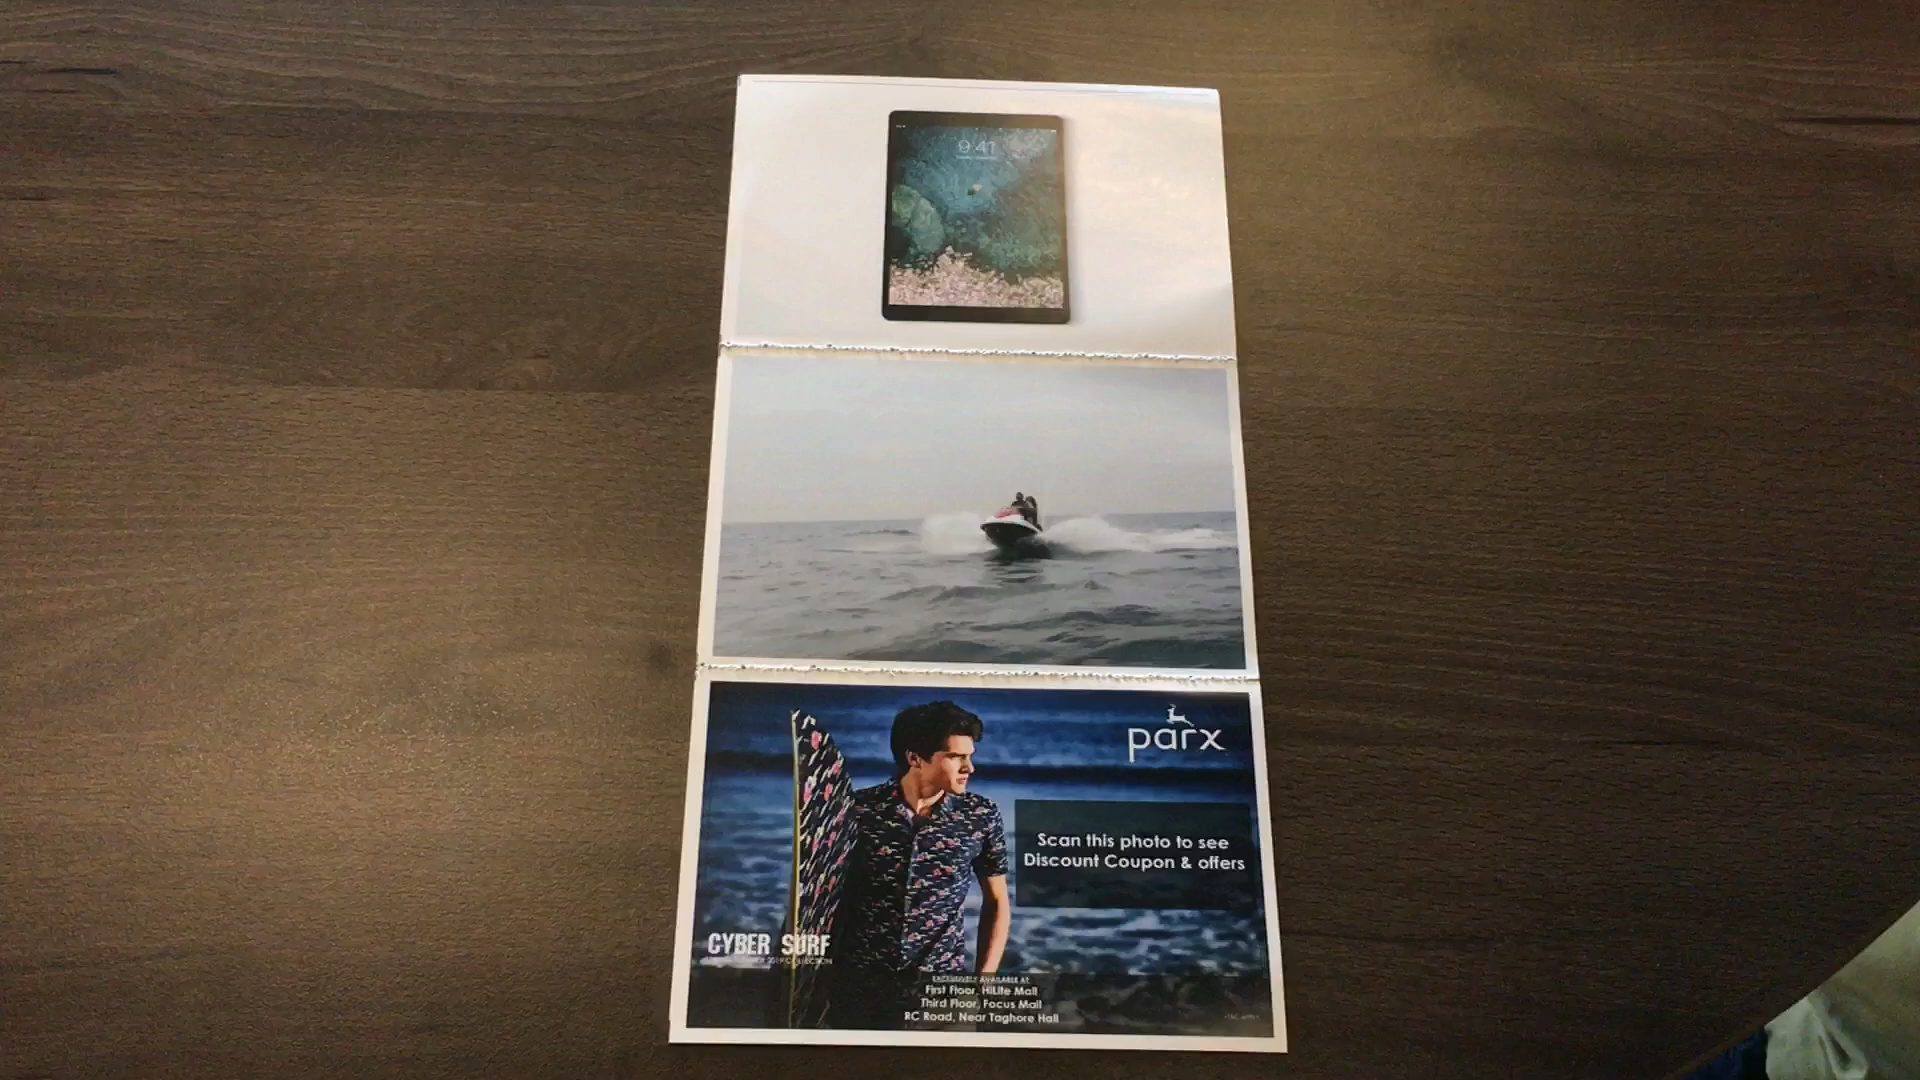 9:41
parx
Scan this photo to see
Discount Coupon & offers
CYBER SURF
EXCLUSIVELY AVAILABLE AT
First Floor, HiLite Mall
Third Floor, Focus Mall
RC Road, Near Taghore Hall